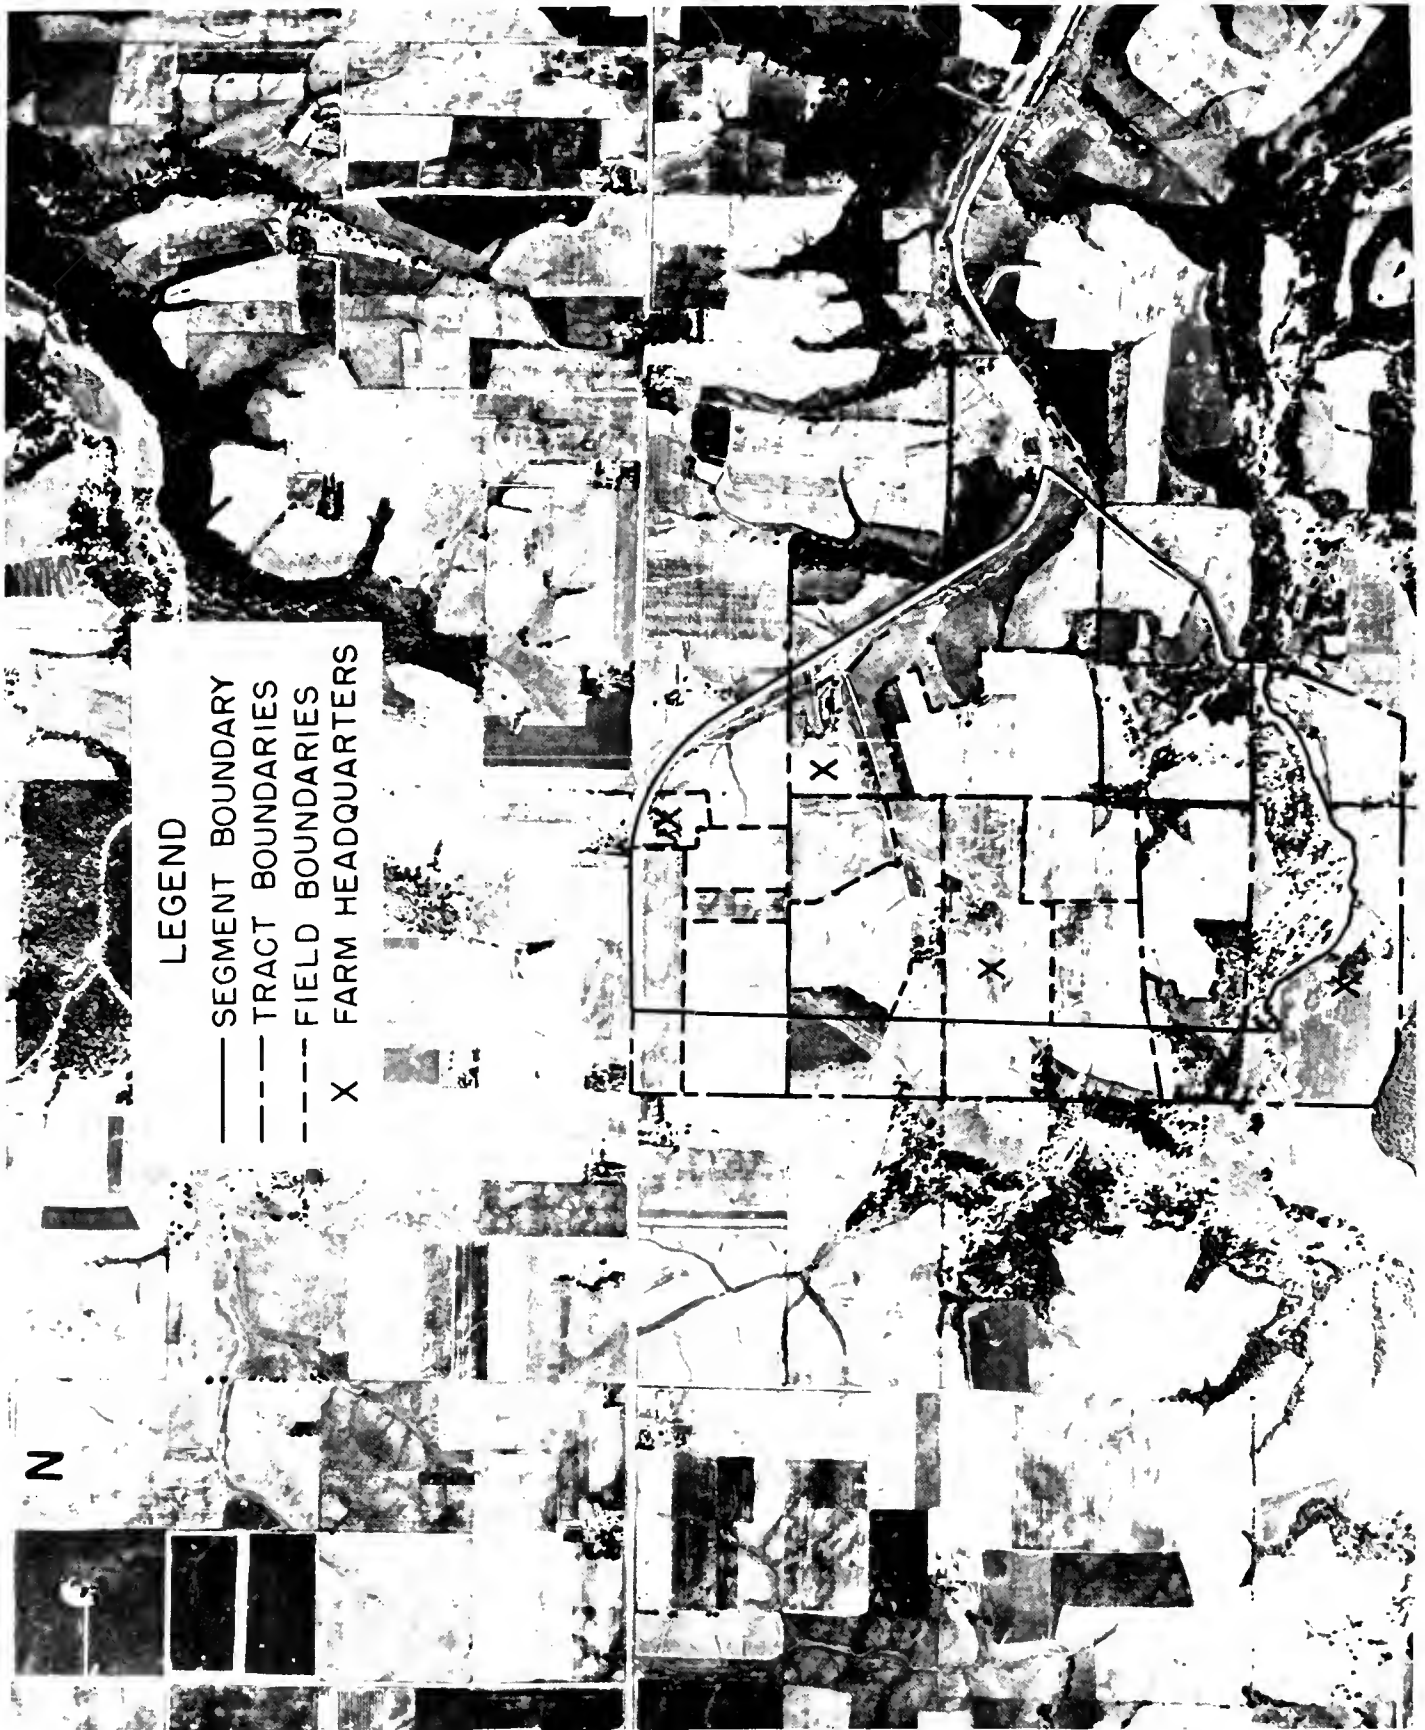 LEGEND
SEGMENT BOUNDARY
TRACT BOUNDARIES
FIELD BOUNDARIES
X FARM HEADQUARTERS
N
X
X
X
X